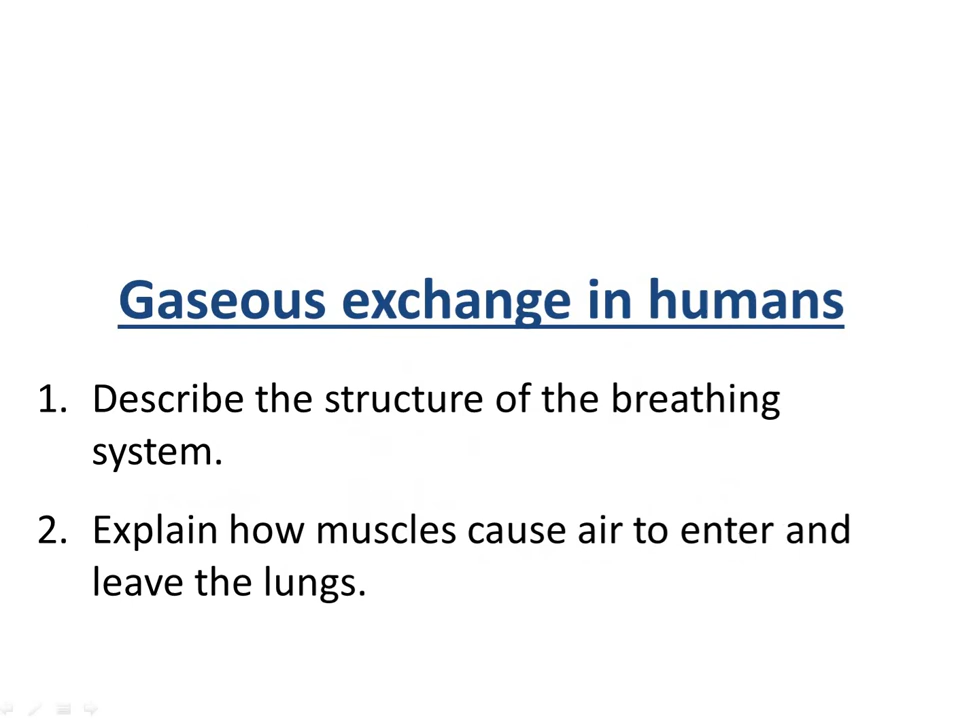 Gaseous exchange in humans
1. Describe the structure of the breathing
system.
2. Explain how muscles cause air to enter and
leave the lungs.